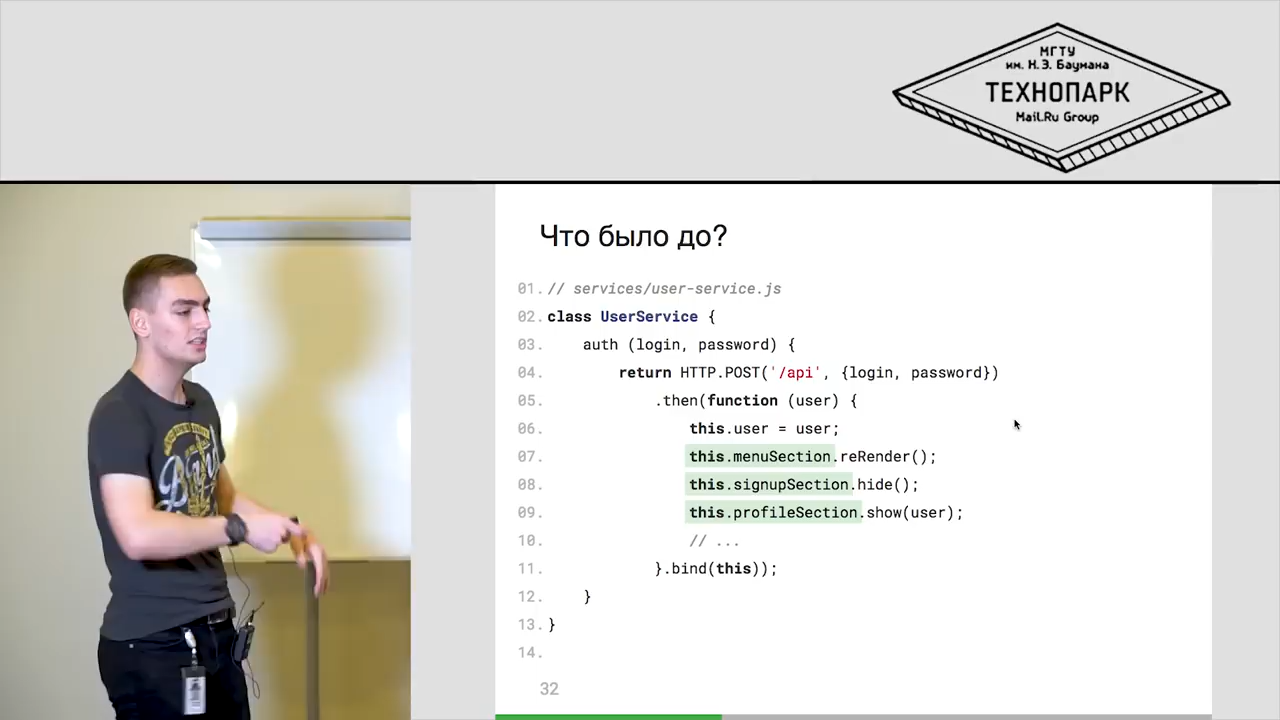 МГТУ
им. Н.Э. Баумана
ТЕХНОПАРК
Mail.Ru Group
Что было до?
01. // services/user-service.js
02. class UserService {
03. auth (login, password) {
04. return HTTP.POST('/api', {login, password})
05. .then(function (user) {
06. this.user = user;
07. this.menuSection.reRender();
08. this.signupSection.hide();
09. this.profileSection.show(user);
10. // ...
11. }.bind(this));
12. }
13. }
14.
32